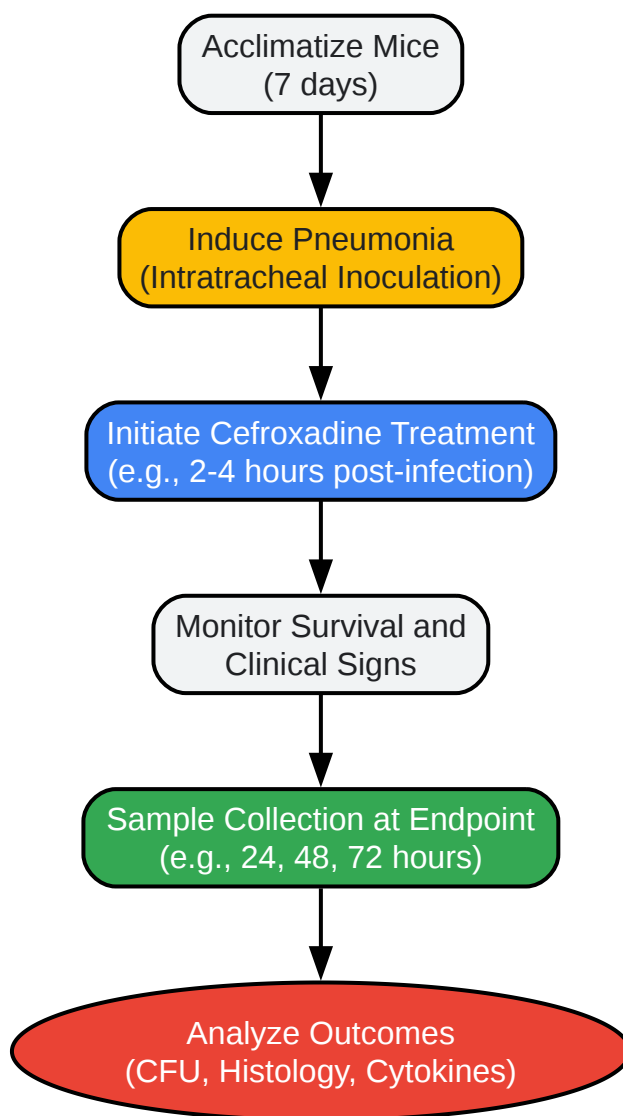 Acclimatize Mice
(7 days)
Induce Pneumonia
(Intratracheal Inoculation)
Initiate Cefroxadine Treatment
(e.g., 2-4 hours post-infection)
Monitor Survival and
Clinical Signs
Sample Collection at Endpoint
(e.g., 24, 48, 72 hours)
Analyze Outcomes
(CFU, Histology, Cytokines)